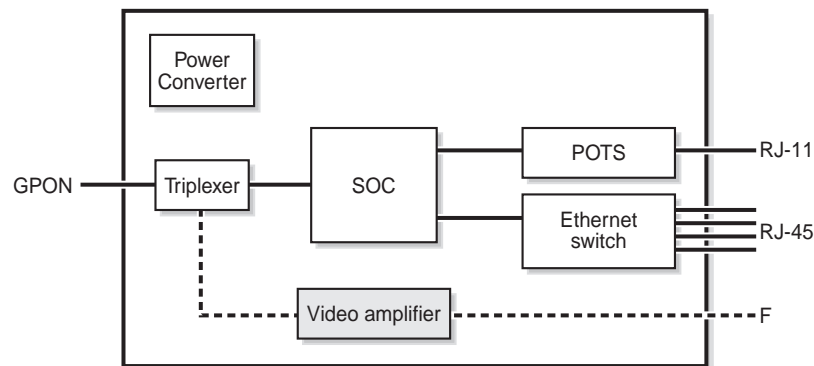 Power
Converter
GPON
Triplexer
SOC
POTS
RJ-11
Ethernet
switch
RJ-45
Video amplifier
F